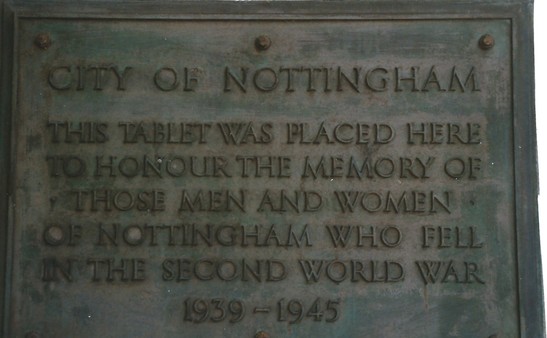 CITY OF NOTTINGHAM
THIS TABLET WAS PLACED HERE
TO HONOUR THE MEMORY OF
THOSE MEN AND WOMEN
OF NOTTINGHAM WHO FELL
IN THE SECOND WORLD WAR
1939-1945